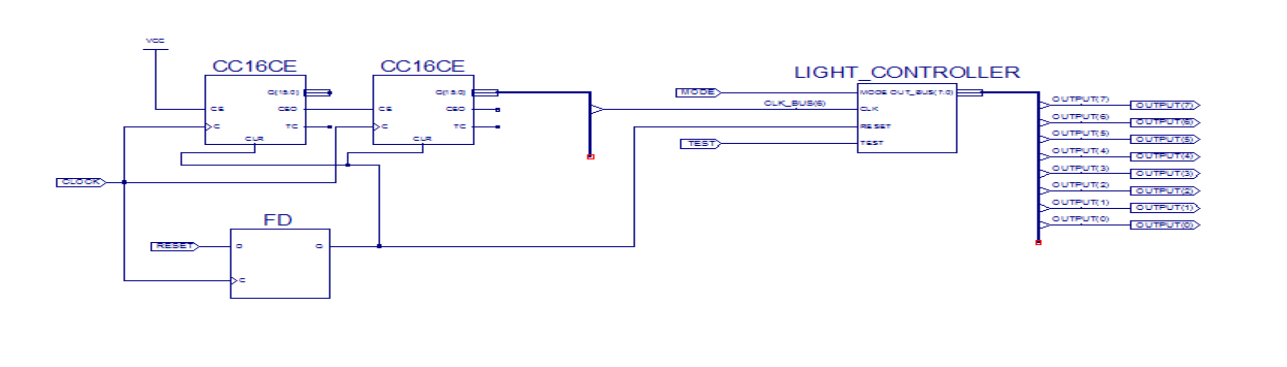 VCC
CC16CE
CC16CE
LIGHT_CONTROLLER
Q(15:0)
CE
CEO
C
TC
CLR
Q(15:0)
CE
CEO
C
TC
CLR
MODE
CLK_BUS(6)
TEST
MODE OUT_BUS(7:0)
CLK
RESET
TEST
OUTPUT(7) OUTPUT(7)
OUTPUT(6) OUTPUT(6)
OUTPUT(5) OUTPUT(5)
OUTPUT(4) OUTPUT(4)
OUTPUT(3) OUTPUT(3)
OUTPUT(2) OUTPUT(2)
OUTPUT(1) OUTPUT(1)
OUTPUT(0) OUTPUT(0)
CLOCK
FD
RESET
D
Q
C